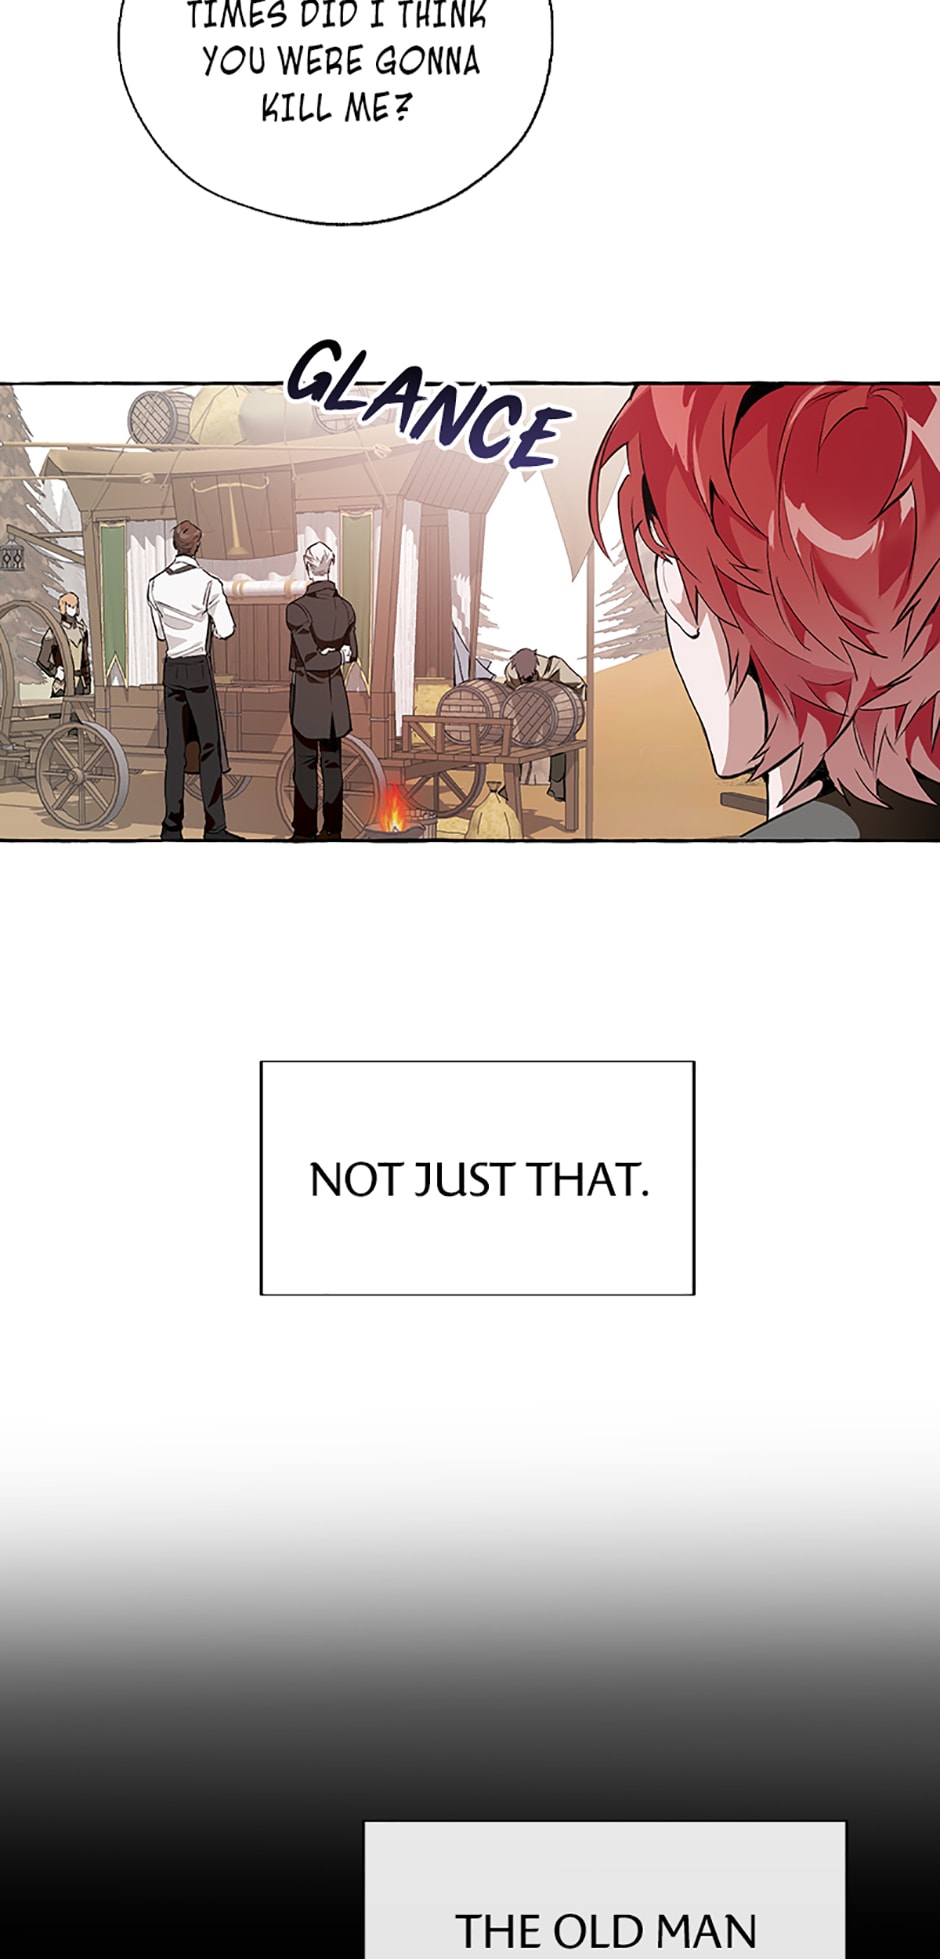 TIMES DID I THINK
YOU WERE GONNA
KILL ME?
GLANCE
NOT JUST THAT.
THE OLD MAN